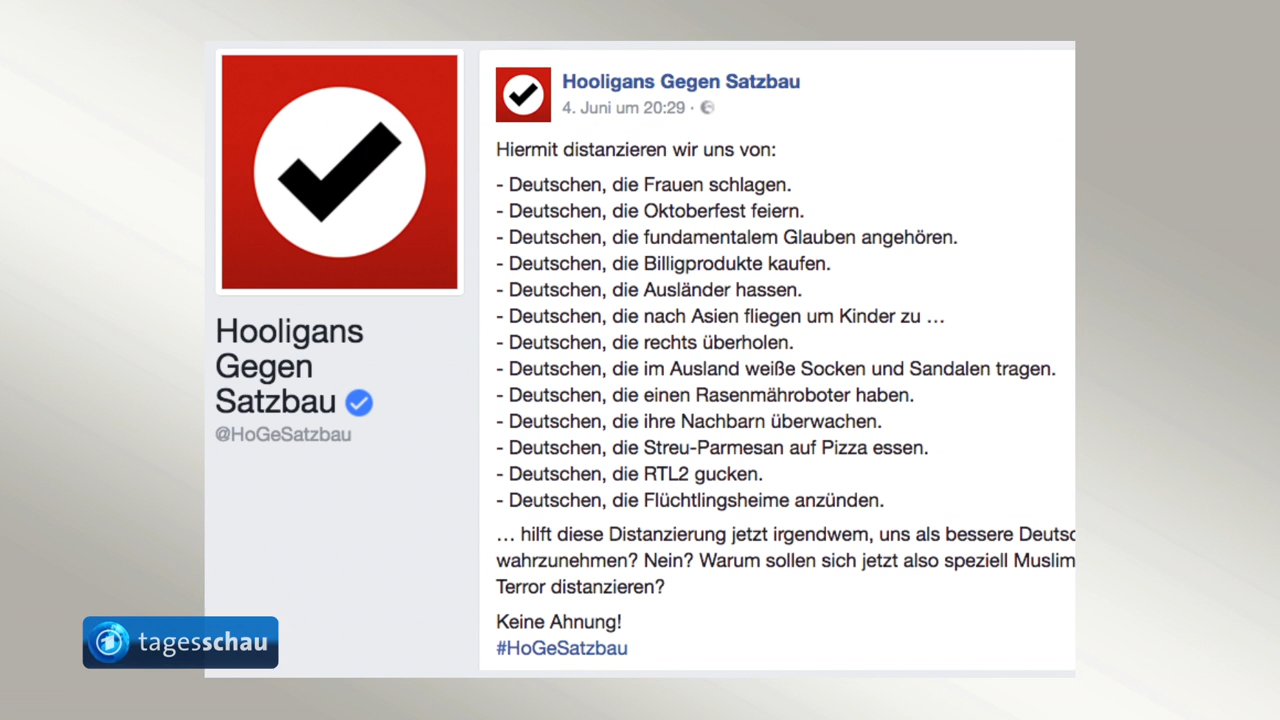 Hooligans Gegen Satzbau
4. Juni um 20:29 ·
Hiermit distanzieren wir uns von:
- Deutschen, die Frauen schlagen.
- Deutschen, die Oktoberfest feiern.
- Deutschen, die fundamentalem Glauben angehören.
- Deutschen, die Billigprodukte kaufen.
- Deutschen, die Ausländer hassen.
- Deutschen, die nach Asien fliegen um Kinder zu …
- Deutschen, die rechts überholen.
- Deutschen, die im Ausland weiße Socken und Sandalen tragen.
- Deutschen, die einen Rasenmähroboter haben.
- Deutschen, die ihre Nachbarn überwachen.
- Deutschen, die Streu-Parmesan auf Pizza essen.
- Deutschen, die RTL2 gucken.
- Deutschen, die Flüchtlingsheime anzünden.
… hilft diese Distanzierung jetzt irgendwem, uns als bessere Deutsc
wahrzunehmen? Nein? Warum sollen sich jetzt also speziell Muslim
Terror distanzieren?
Keine Ahnung!
#HoGeSatzbau
Hooligans
Gegen
Satzbau
@HoGeSatzbau
1 tagesschau